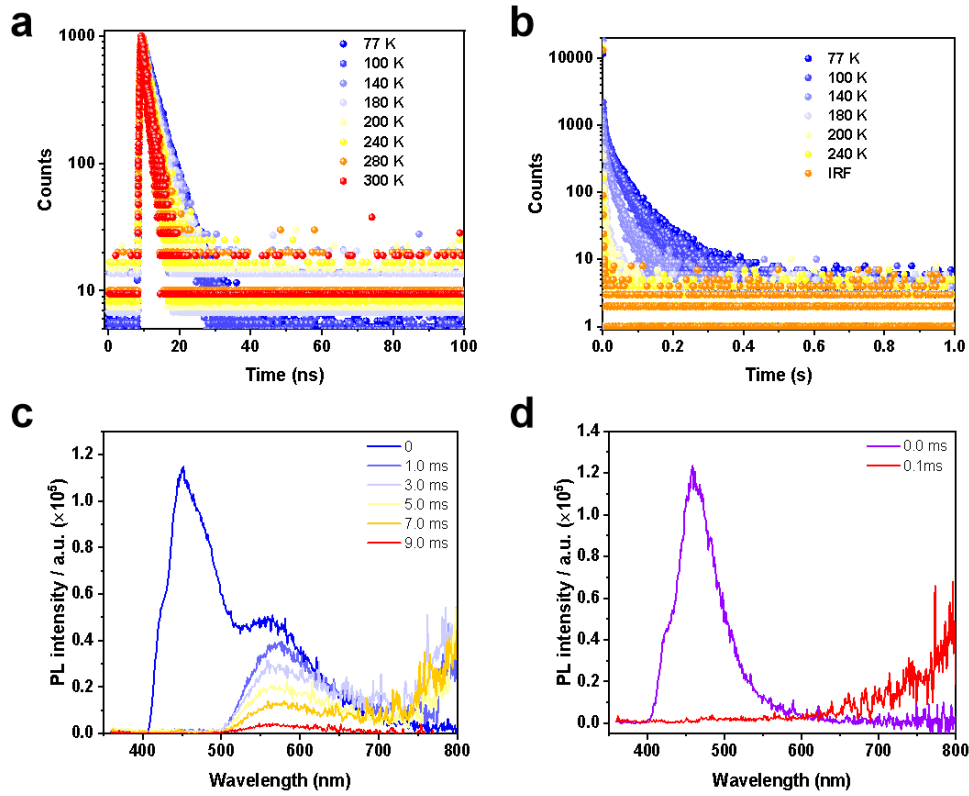 a
1000
100
10
Counts
77 K
100 K
140 K
180 K
200 K
240 K
280 K
300 K
0 20 40 60 80 100
Time (ns)
b
10000
1000
100
10
1
Counts
77 K
100 K
140 K
180 K
200 K
240 K
IRF
0.0 0.2 0.4 0.6 0.8 1.0
Time (s)
c
1.2
1.0
0.8
0.6
0.4
0.2
0.0
PL intensity / a.u. (×10⁵)
0
1.0 ms
3.0 ms
5.0 ms
7.0 ms
9.0 ms
400 500 600 700 800
Wavelength (nm)
d
1.4
1.2
1.0
0.8
0.6
0.4
0.2
0.0
PL intensity / a.u. (×10⁵)
0.0 ms
0.1ms
400 500 600 700 800
Wavelength (nm)